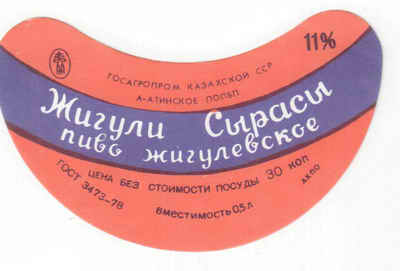 11%
ГОСАГРОПРОМ КАЗАХСКОЙ ССР
А-АТИНСКОЕ ПОПБП
Жигули Сырасы
пиво жигулевское
ЦЕНА БЕЗ СТОИМОСТИ ПОСУДЫ 30 КОП
ГОСТ 3473-78
вместимость 0,5 л